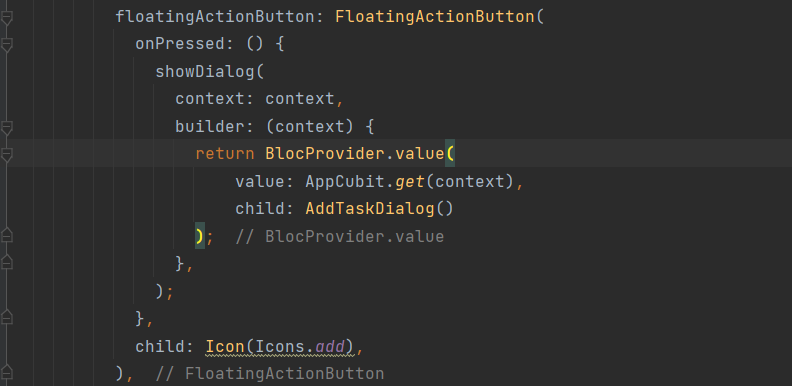 floatingActionButton: FloatingActionButton(
onPressed: () {
showDialog(
context: context,
builder: (context) {
return BlocProvider.value(
value: AppCubit.get(context),
child: AddTaskDialog()
); // BlocProvider.value
},
);
},
child: Icon(Icons.add),
), // FloatingActionButton